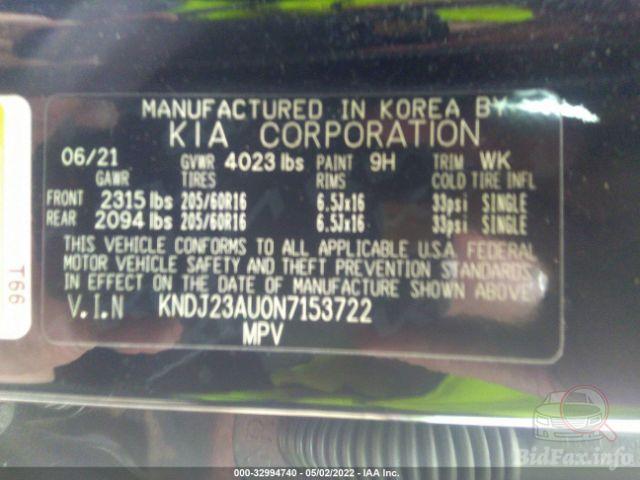 MANUFACTURED IN KOREA BY
KIA CORPORATION
06/21 GVWR 4023 lbs PAINT 9H TRIM WK
GAWR TIRES RIMS COLD TIRE INFL
FRONT 2315 lbs 205/60R16 6.5Jx16 33psi SINGLE
REAR 2094 lbs 205/60R16 6.5Jx16 33psi SINGLE
THIS VEHICLE CONFORMS TO ALL APPLICABLE U.S.A. FEDERAL
MOTOR VEHICLE SAFETY AND THEFT PREVENTION STANDARDS
IN EFFECT ON THE DATE OF MANUFACTURE SHOWN ABOVE.
V.I.N KNDJ23AU0N7153722
MPV
T66
000-32994740 - 05/02/2022 - IAA Inc.
BidFax.info